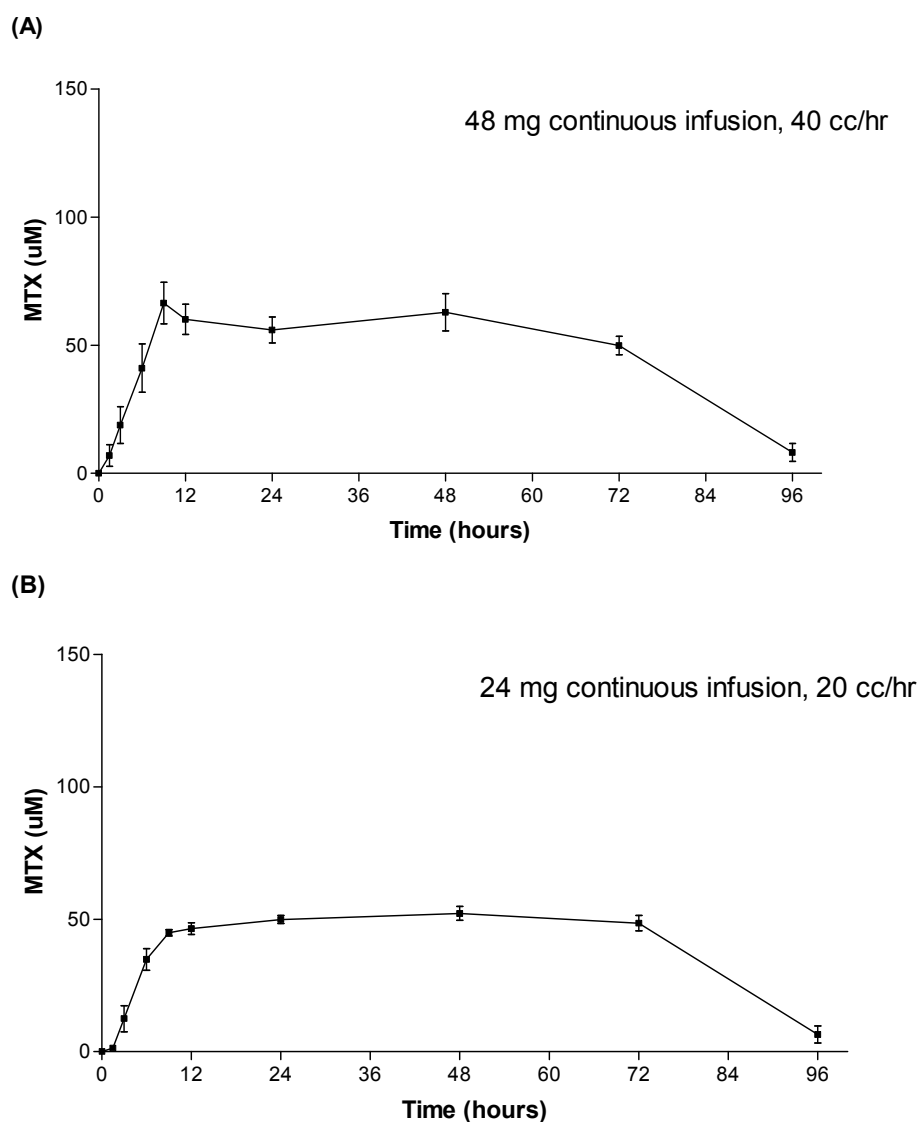 (A)
150
48 mg continuous infusion, 40 cc/hr
100
MTX (uM)
50
0
0 12 24 36 48 60 72 84 96
Time (hours)
(B)
150
24 mg continuous infusion, 20 cc/hr
100
MTX (uM)
50
0
0 12 24 36 48 60 72 84 96
Time (hours)